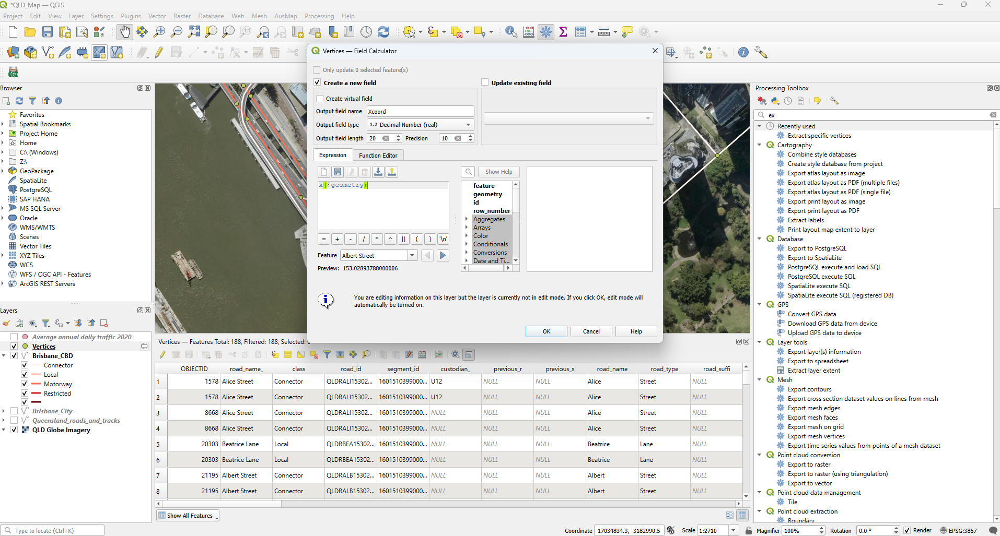 *QLD_Map — QGIS
Project Edit View Layer Settings Plugins Vector Raster Database Web Mesh AusMap Processing Help
Vertices — Field Calculator
Only update 0 selected feature(s)
Create a new field
Update existing field
Create virtual field
Output field name Xcoord
Output field type 1.2 Decimal Number (real)
Output field length 20 Precision 10
Expression Function Editor
Show Help
x($geometry)
feature
geometry
id
row_number
Aggregates
Arrays
Color
Conditionals
Conversions
Date and Ti...
= + - / * ^ || ( ) '\n'
Feature Albert Street
Preview: 153.02893788000006
You are editing information on this layer but the layer is currently not in edit mode. If you click OK, edit mode will
automatically be turned on.
OK Cancel Help
Browser
Favorites
Spatial Bookmarks
Project Home
Home
C:\ (Windows)
Z:\
GeoPackage
SpatiaLite
PostgreSQL
SAP HANA
MS SQL Server
Oracle
WMS/WMTS
Scenes
Vector Tiles
XYZ Tiles
WCS
WFS / OGC API - Features
ArcGIS REST Servers
Layers
Average annual daily traffic 2020
Vertices
Brisbane_CBD
Connector
Local
Motorway
Restricted
Brisbane_City
Queensland_roads_and_tracks
QLD Globe Imagery
Vertices — Features Total: 188, Filtered: 188, Selected:
OBJECTID road_name_ class road_id segment_id custodian_ previous_r previous_s road_name road_type road_suffi
1 1578 Alice Street Connector QLDRALI15302... 1601510399000... U12 NULL NULL Alice Street NULL
2 1578 Alice Street Connector QLDRALI15302... 1601510399000... U12 NULL NULL Alice Street NULL
3 8668 Alice Street Connector QLDRALI15302... 1601510399000... NULL NULL NULL Alice Street NULL
4 8668 Alice Street Connector QLDRALI15302... 1601510399000... NULL NULL NULL Alice Street NULL
5 20303 Beatrice Lane Local QLDRBEA15302... 1601510399000... NULL NULL NULL Beatrice Lane NULL
6 20303 Beatrice Lane Local QLDRBEA15302... 1601510399000... NULL NULL NULL Beatrice Lane NULL
7 21195 Albert Street Connector QLDRALB15302... 1601510399000... NULL NULL NULL Albert Street NULL
8 21195 Albert Street Connector QLDRALB15302... 1601510399000... NULL NULL NULL Albert Street NULL
Show All Features
Processing Toolbox
ex
Recently used
Extract specific vertices
Cartography
Combine style databases
Create style database from project
Export atlas layout as image
Export atlas layout as PDF (multiple files)
Export atlas layout as PDF (single file)
Export print layout as image
Export print layout as PDF
Extract labels
Print layout map extent to layer
Database
Export to PostgreSQL
Export to SpatiaLite
PostgreSQL execute and load SQL
PostgreSQL execute SQL
SpatiaLite execute SQL
SpatiaLite execute SQL (registered DB)
GPS
Convert GPS data
Download GPS data from device
Upload GPS data to device
Layer tools
Export layer(s) information
Export to spreadsheet
Extract layer extent
Mesh
Export contours
Export cross section dataset values on lines from mesh
Export mesh edges
Export mesh faces
Export mesh on grid
Export mesh vertices
Export time series values from points of a mesh dataset
Point cloud conversion
Export to raster
Export to raster (using triangulation)
Export to vector
Point cloud data management
Tile
Point cloud extraction
Boundary
Type to locate (Ctrl+K)
Coordinate 17034834.3, -3182990.5 Scale 1:2710 Magnifier 100% Rotation 0.0 ° Render EPSG:3857